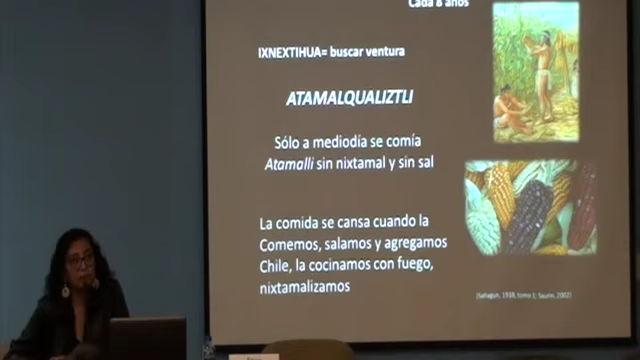 Cada 8 años
IXNEXTIHUA= buscar ventura
ATAMALQUALIZTLI
Sólo a mediodía se comía
Atamalli sin nixtamal y sin sal
La comida se cansa cuando la
Comemos, salamos y agregamos
Chile, la cocinamos con fuego,
nixtamalizamos
(Sahagun, 1938, tomo 1; Saurin, 2002)